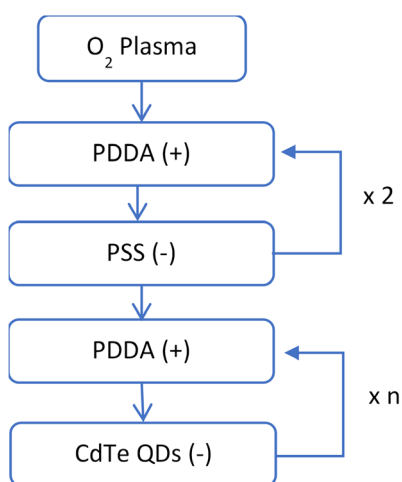 O₂ Plasma
PDDA (+)
x 2
PSS (-)
PDDA (+)
x n
CdTe QDs (-)